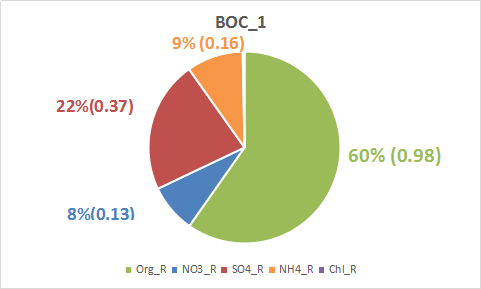 BOC_1
9% (0.16)
22%(0.37)
60% (0.98)
8%(0.13)
Org_R NO3_R SO4_R NH4_R Chl_R